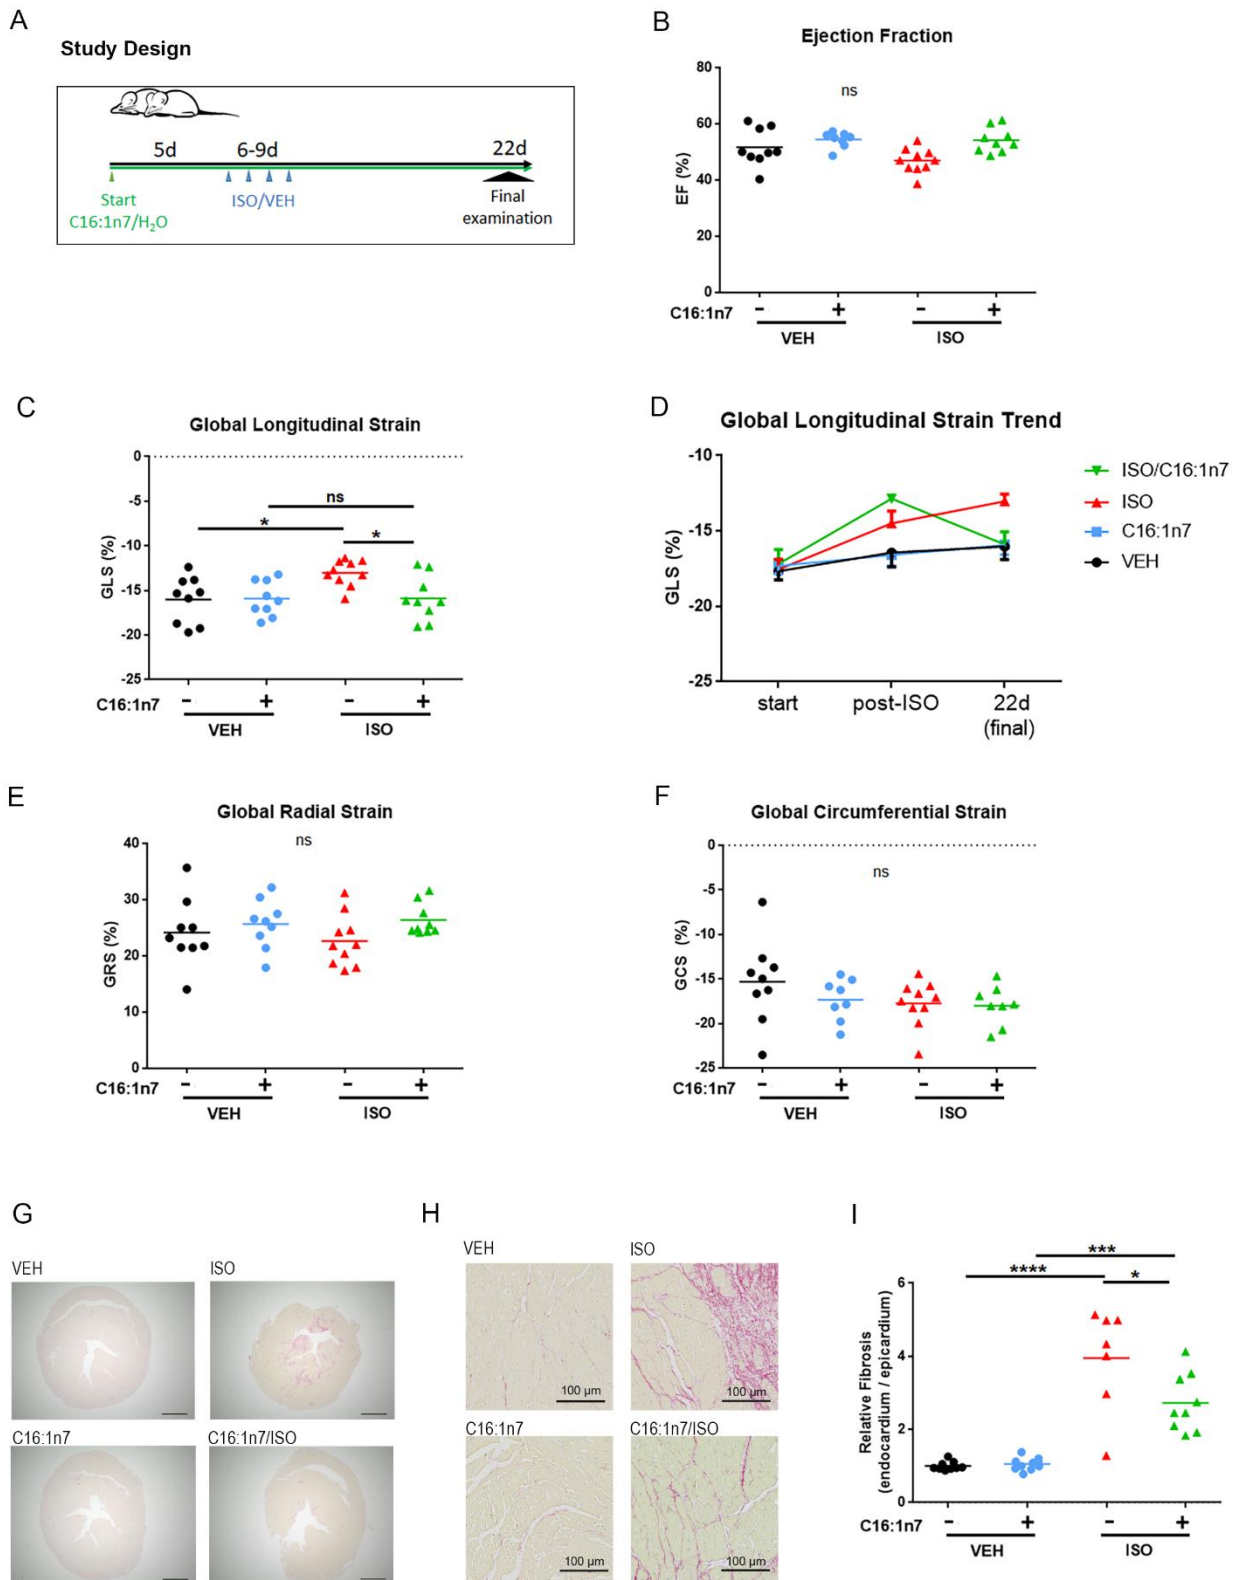 A
Study Design
5d 6-9d 22d
Start
C16:1n7/H₂O
ISO/VEH
Final
examination
B
Ejection Fraction
80
60
40
20
0
EF (%)
ns
C16:1n7 - + - +
VEH ISO
C
Global Longitudinal Strain
0
-5
-10
-15
-20
-25
GLS (%)
ns
*
*
C16:1n7 - + - +
VEH ISO
D
Global Longitudinal Strain Trend
-10
-15
-20
-25
GLS (%)
start post-ISO 22d
(final)
ISO/C16:1n7
ISO
C16:1n7
VEH
E
Global Radial Strain
ns
40
30
20
10
0
GRS (%)
C16:1n7 - + - +
VEH ISO
F
Global Circumferential Strain
0
-5
-10
-15
-20
-25
GCS (%)
ns
C16:1n7 - + - +
VEH ISO
G
VEH ISO
C16:1n7 C16:1n7/ISO
H
VEH ISO
100 µm 100 µm
C16:1n7 C16:1n7/ISO
100 µm 100 µm
I
***
**** *
6
4
2
0
Relative Fibrosis
(endocardium / epicardium)
C16:1n7 - + - +
VEH ISO